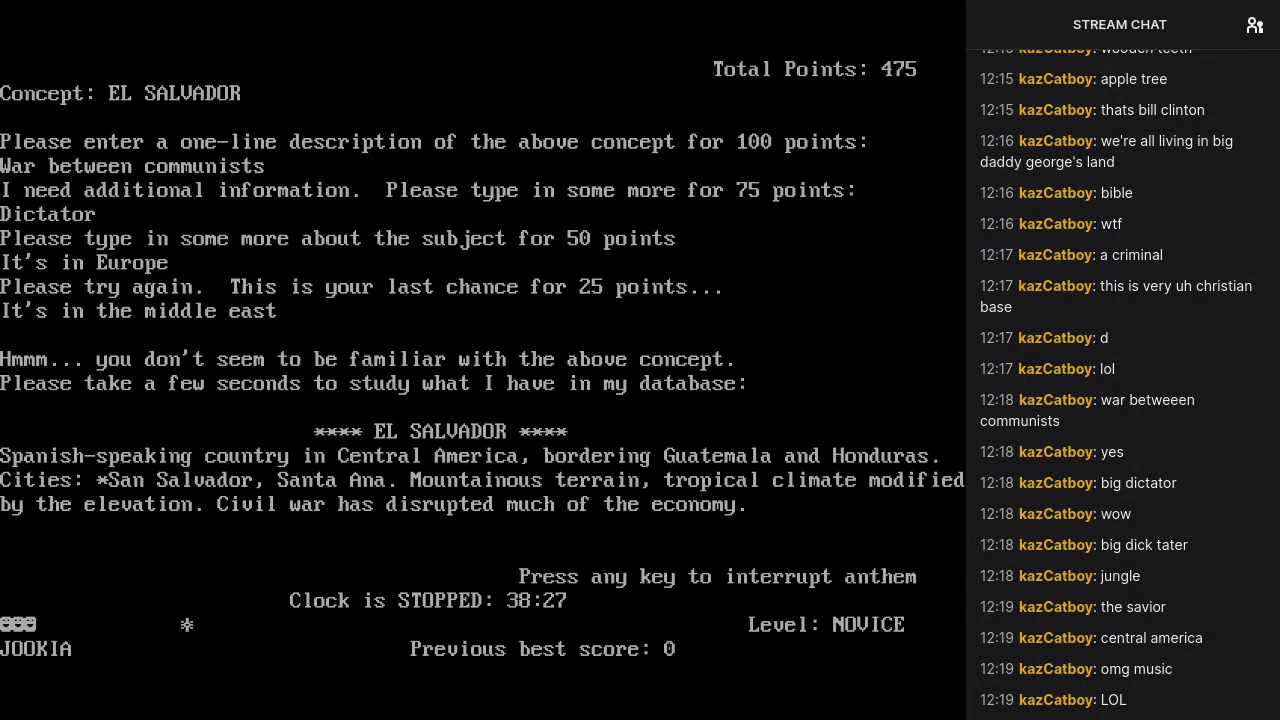 Total Points: 475
Concept: EL SALVADOR
Please enter a one-line description of the above concept for 100 points:
War between communists
I need additional information.  Please type in some more for 75 points:
Dictator
Please type in some more about the subject for 50 points
It's in Europe
Please try again.  This is your last chance for 25 points...
It's in the middle east
Hmmm... you don't seem to be familiar with the above concept.
Please take a few seconds to study what I have in my database:
**** EL SALVADOR ****
Spanish-speaking country in Central America, bordering Guatemala and Honduras.
Cities: *San Salvador, Santa Ana. Mountainous terrain, tropical climate modified
by the elevation. Civil war has disrupted much of the economy.
Press any key to interrupt anthem
Clock is STOPPED: 38:27
Level: NOVICE
JOOKIA Previous best score: 0
STREAM CHAT
kazCatboy: wooden teeth
12:15 kazCatboy: apple tree
12:15 kazCatboy: thats bill clinton
12:16 kazCatboy: we're all living in big
daddy george's land
12:16 kazCatboy: bible
12:16 kazCatboy: wtf
12:17 kazCatboy: a criminal
12:17 kazCatboy: this is very uh christian
base
12:17 kazCatboy: d
12:17 kazCatboy: lol
12:18 kazCatboy: war betweeen
communists
12:18 kazCatboy: yes
12:18 kazCatboy: big dictator
12:18 kazCatboy: wow
12:18 kazCatboy: big dick tater
12:18 kazCatboy: jungle
12:19 kazCatboy: the savior
12:19 kazCatboy: central america
12:19 kazCatboy: omg music
12:19 kazCatboy: LOL